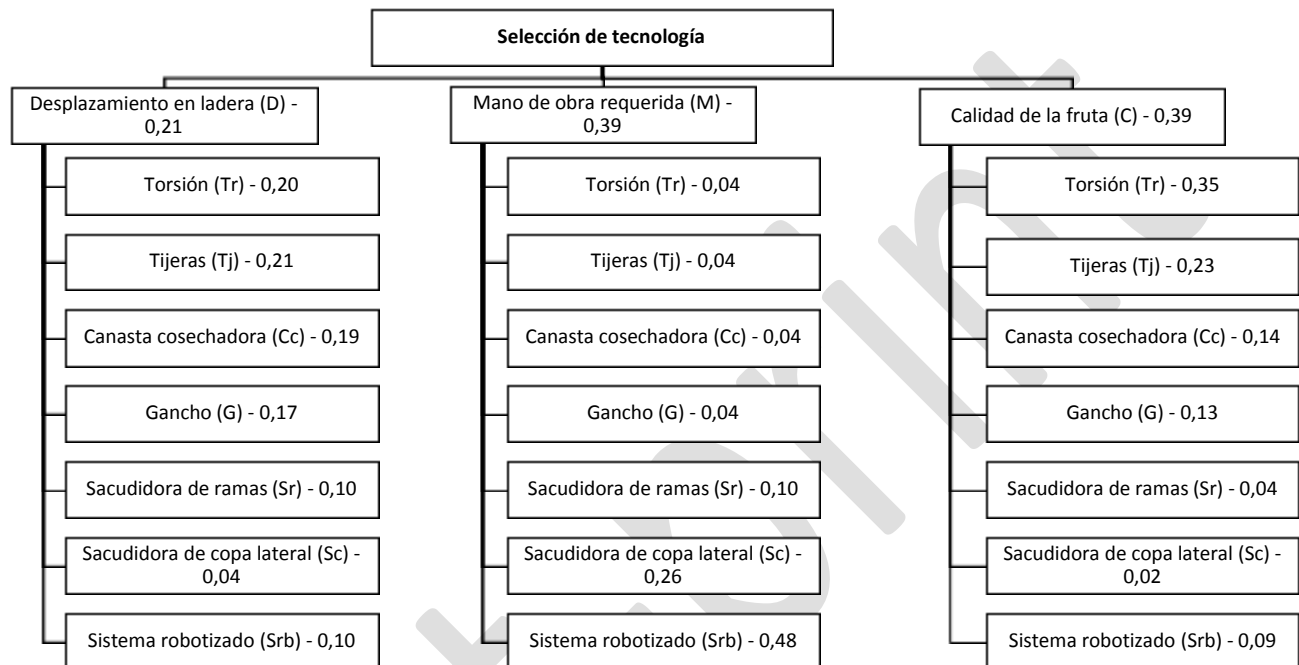 Selección de tecnología
Desplazamiento en ladera (D) -
0,21
Torsión (Tr) - 0,20
Tijeras (Tj) - 0,21
Canasta cosechadora (Cc) - 0,19
Gancho (G) - 0,17
Sacudidora de ramas (Sr) - 0,10
Sacudidora de copa lateral (Sc) -
0,04
Sistema robotizado (Srb) - 0,10
Mano de obra requerida (M) -
0,39
Torsión (Tr) - 0,04
Tijeras (Tj) - 0,04
Canasta cosechadora (Cc) - 0,04
Gancho (G) - 0,04
Sacudidora de ramas (Sr) - 0,10
Sacudidora de copa lateral (Sc) -
0,26
Sistema robotizado (Srb) - 0,48
Calidad de la fruta (C) - 0,39
Torsión (Tr) - 0,35
Tijeras (Tj) - 0,23
Canasta cosechadora (Cc) - 0,14
Gancho (G) - 0,13
Sacudidora de ramas (Sr) - 0,04
Sacudidora de copa lateral (Sc) -
0,02
Sistema robotizado (Srb) - 0,09